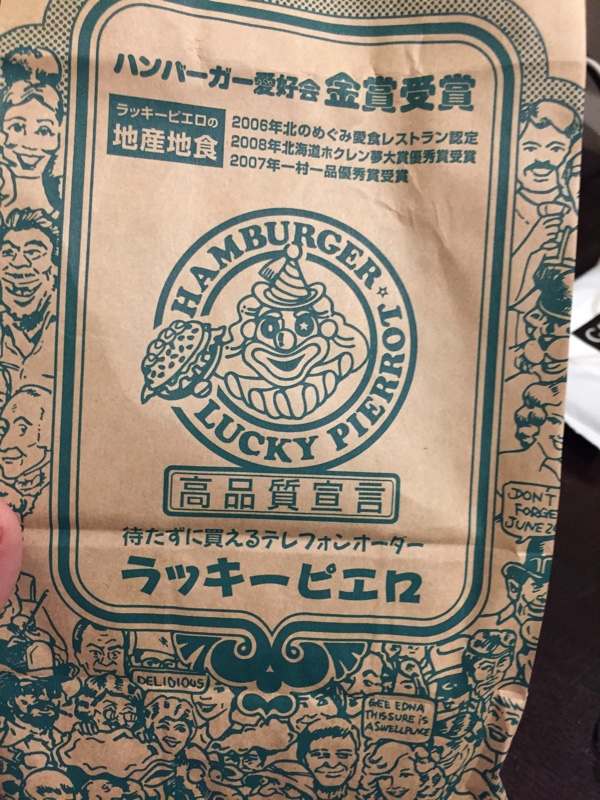 ハンバーガー愛好会 金賞受賞
ラッキーピエロの
地産地食
2006年北のめぐみ愛食レストラン認定
2008年北海道ホクレン夢大賞優秀賞受賞
2007年一村一品優秀賞受賞
HAMBURGER☆
LUCKY PIERROT
高品質宣言
待たずに買えるテレフォンオーダー
ラッキーピエロ
DON'T
FORGE
JUNE 2
DELIDIOUS
GEE EDNA
THIS SURE IS
A SWELL PLACE